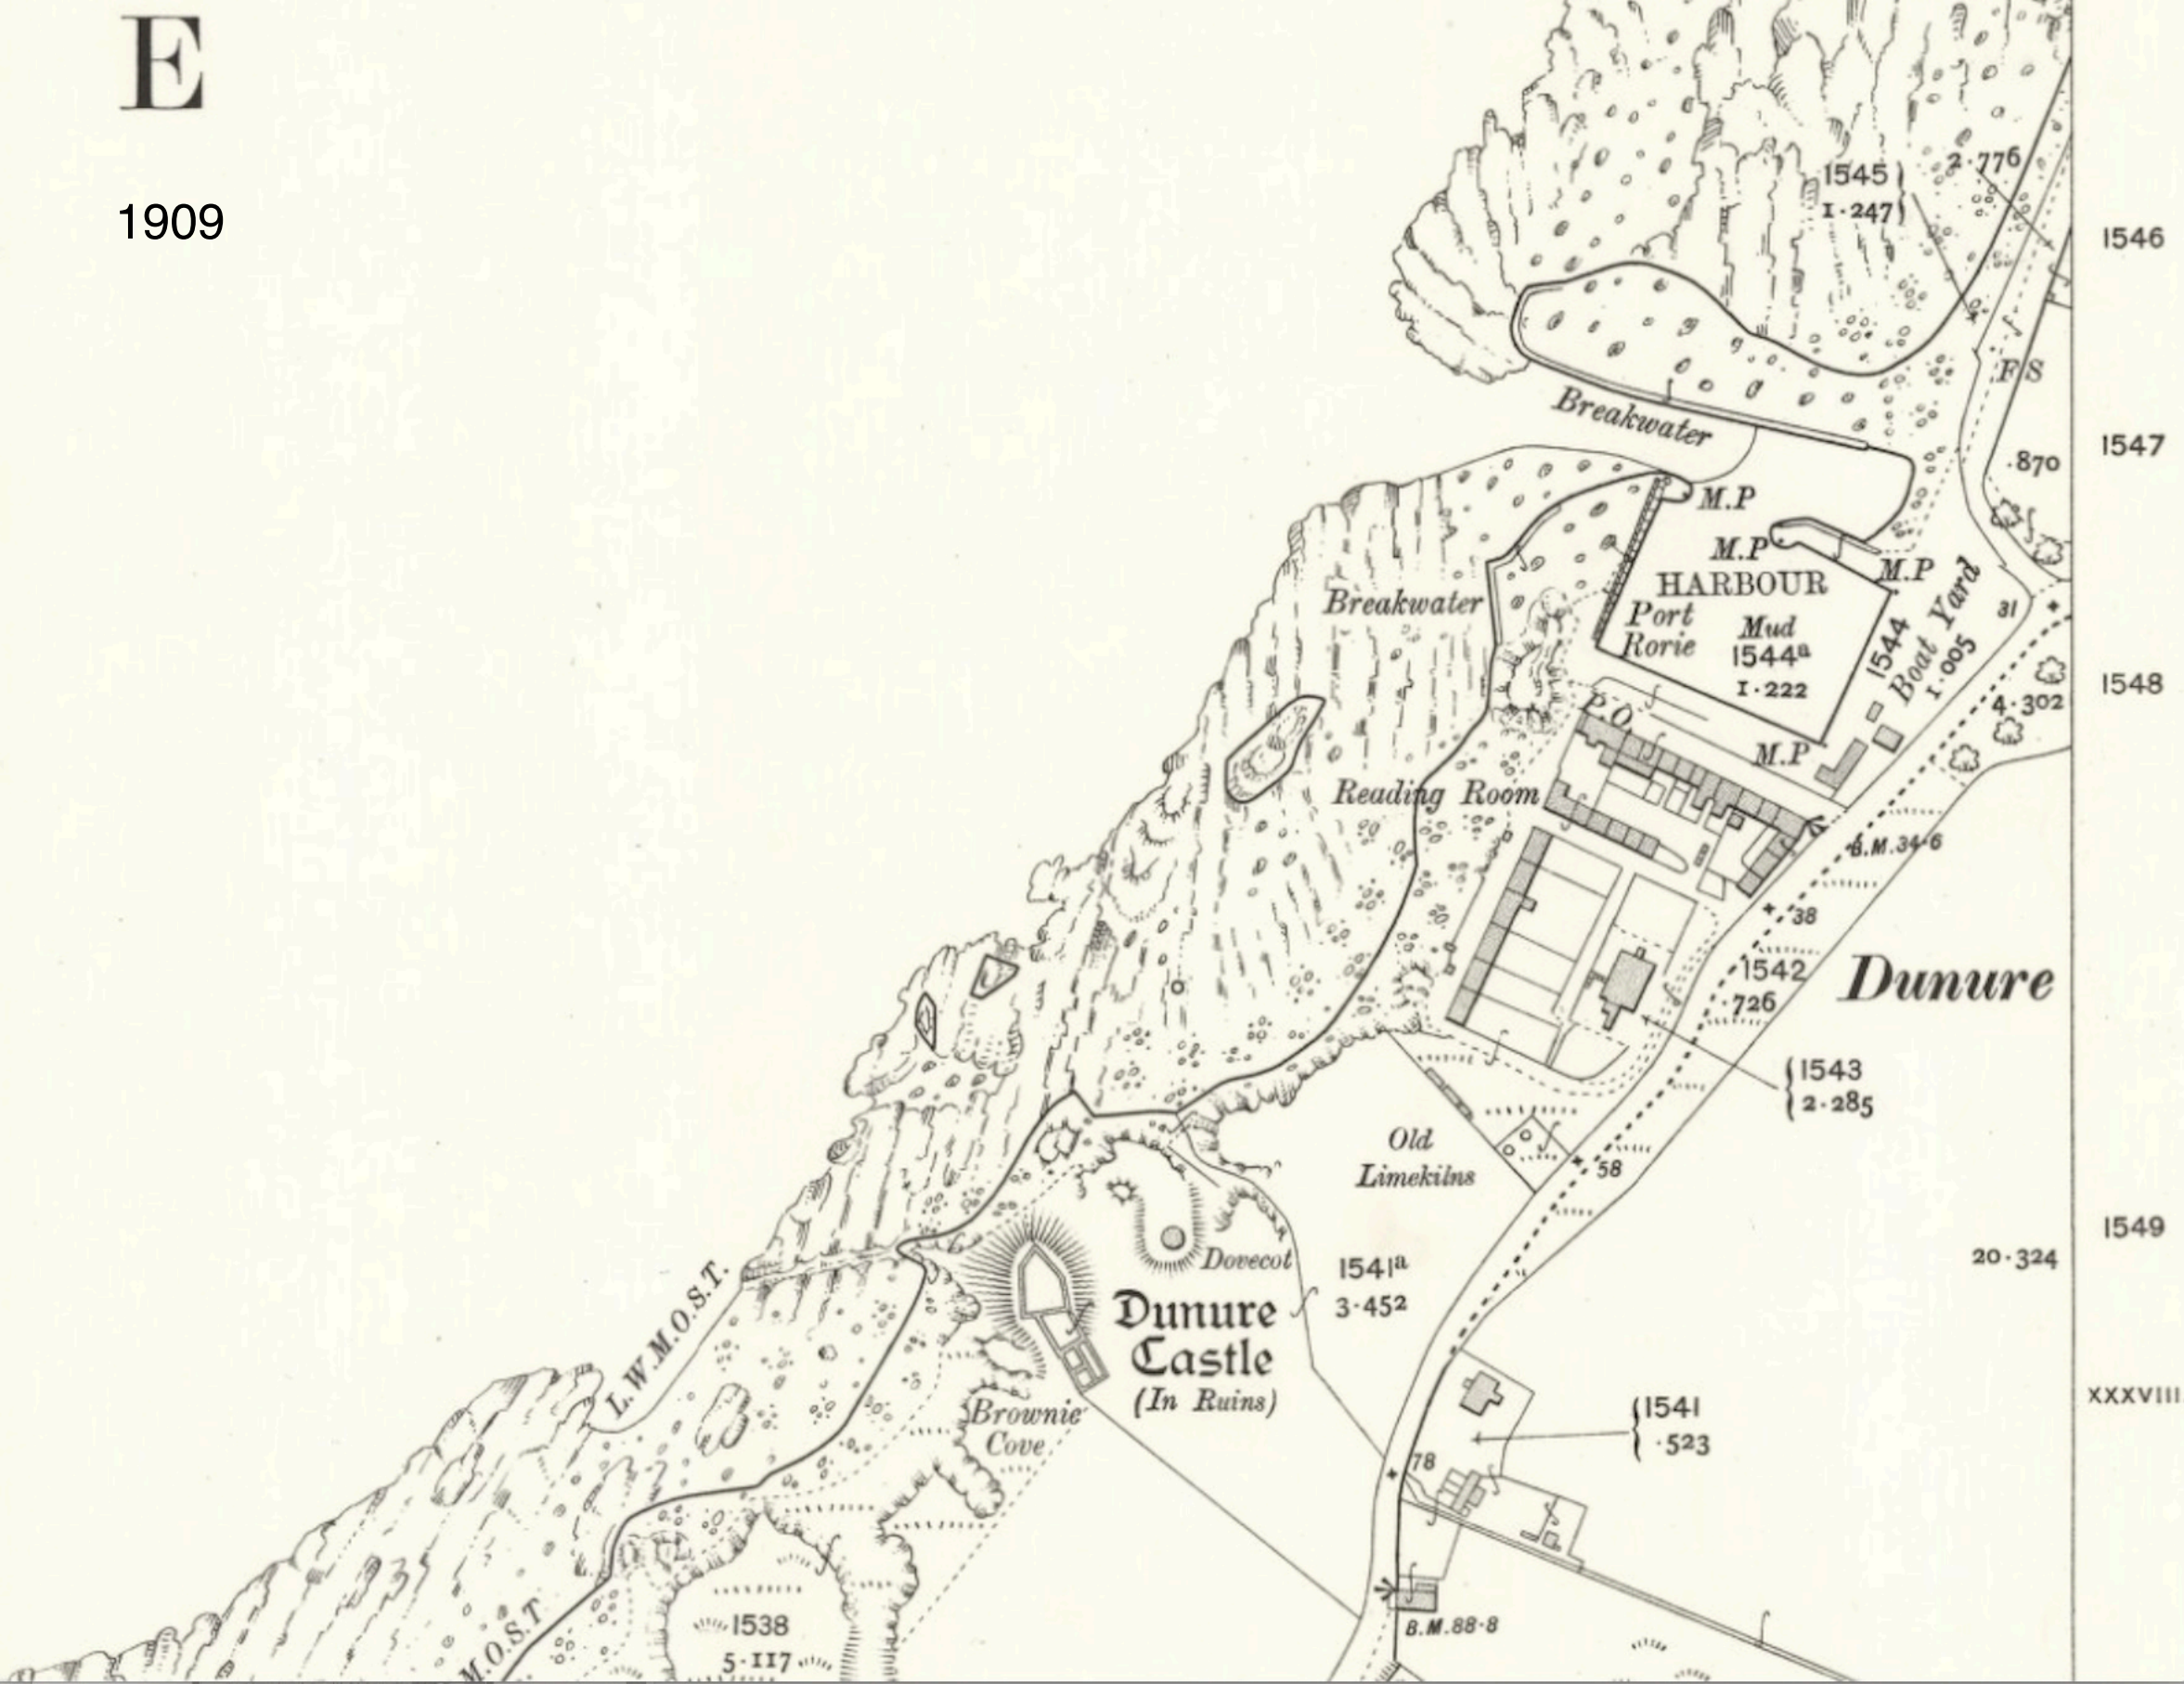 E
1909
1545
1·247
2·776
1546
F S
Breakwater
1547
·870
M.P
M.P
HARBOUR
M.P
Breakwater
Port
Rorie
Mud
1544a
1·222
1544
Boat Yard
1·005
31
1548
4·302
P.O.
M.P
Reading Room
B.M.34·6
38
1542
·726
Dunure
1543
2·285
Old
Limekilns
58
1549
20·324
Dovecot
1541a
3·452
Dunure
Castle
(In Ruins)
L.W.M.O.S.T.
Brownie
Cove
XXXVIII
1541
·523
78
1538
5·117
B.M.88·8
M.O.S.T